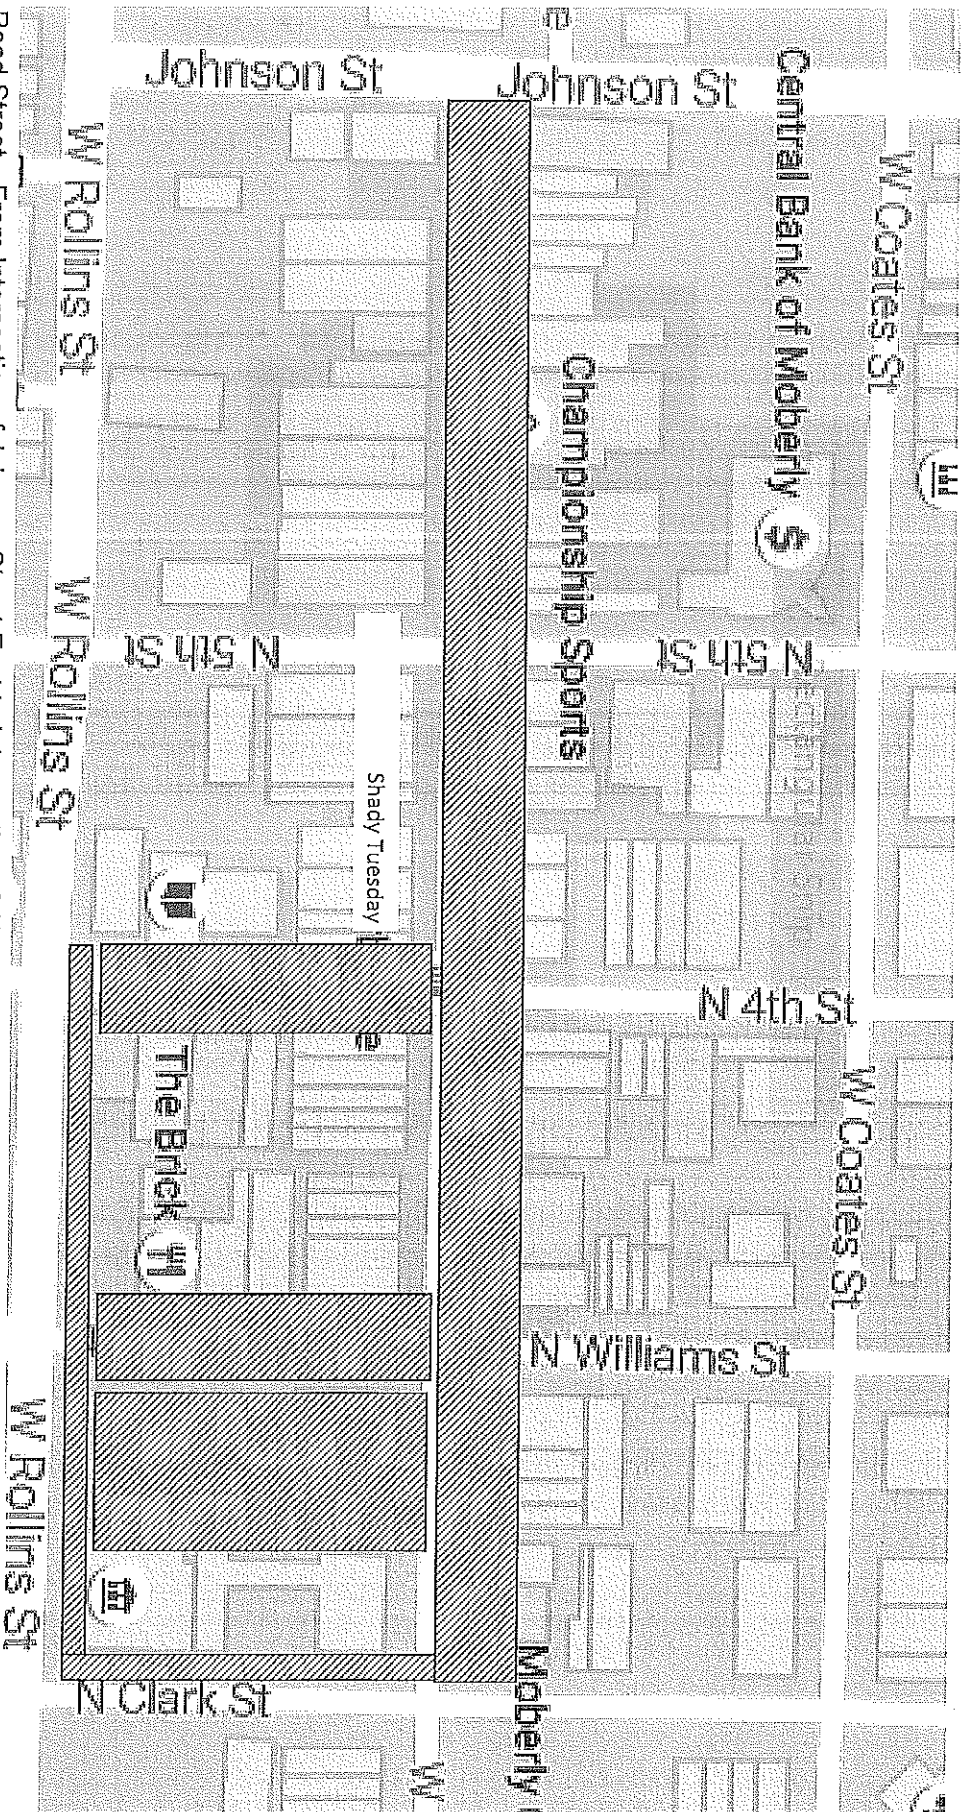 Johnson St
Johnson St
Central Bank of Moberly
W Coates St
W Rollins St
Championship Sports
$
N 5th St
N 5th St
W Rollins St
Shady Tuesday
N 4th St
The Brick
W Coates St
N Williams St
W Rollins St
N Clark St
Moberly
W